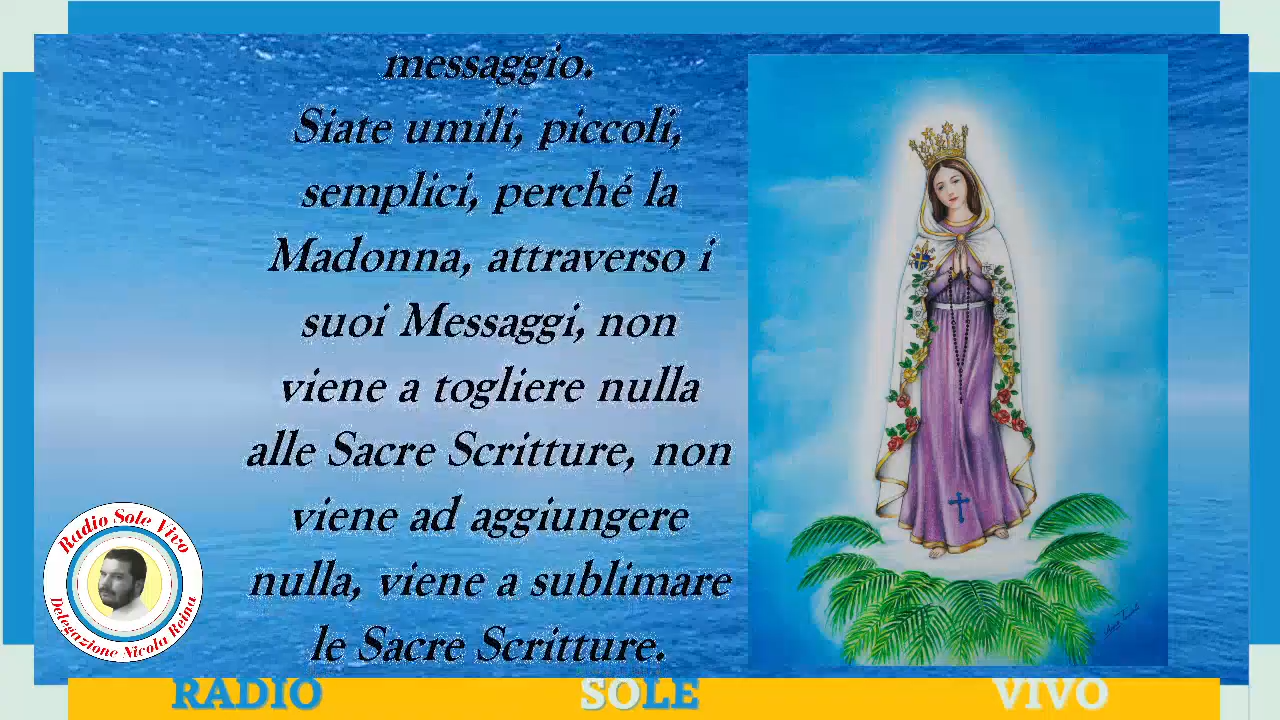 messaggio.
Siate umili, piccoli,
semplici, perché la
Madonna, attraverso i
suoi Messaggi, non
viene a togliere nulla
alle Sacre Scritture, non
viene ad aggiungere
nulla, viene a sublimare
le Sacre Scritture.
Radio Sole Vivo
Delegazione Nicola Reina
RADIO SOLE VIVO